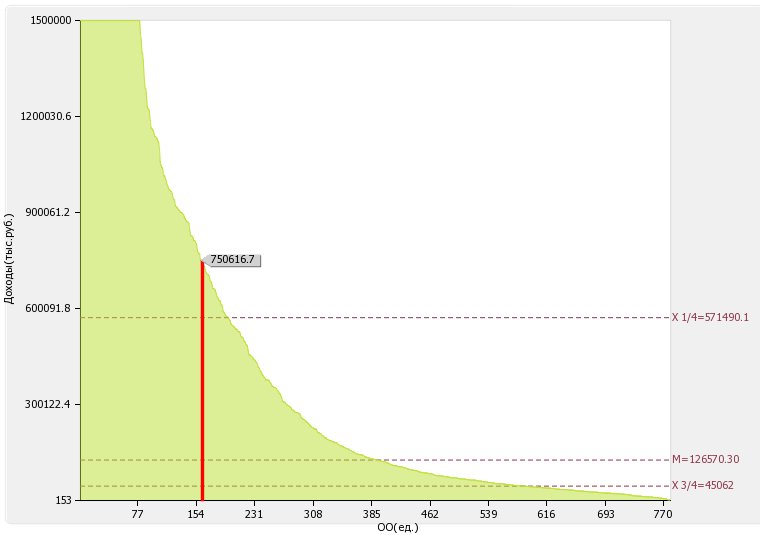 1500000
1200030.6
900061.2
600091.8
300122.4
153
Доходы(тыс.руб.)
750616.7
X 1/4=571490.1
M=126570.30
X 3/4=45062
77 154 231 308 385 462 539 616 693 770
ОО(ед.)